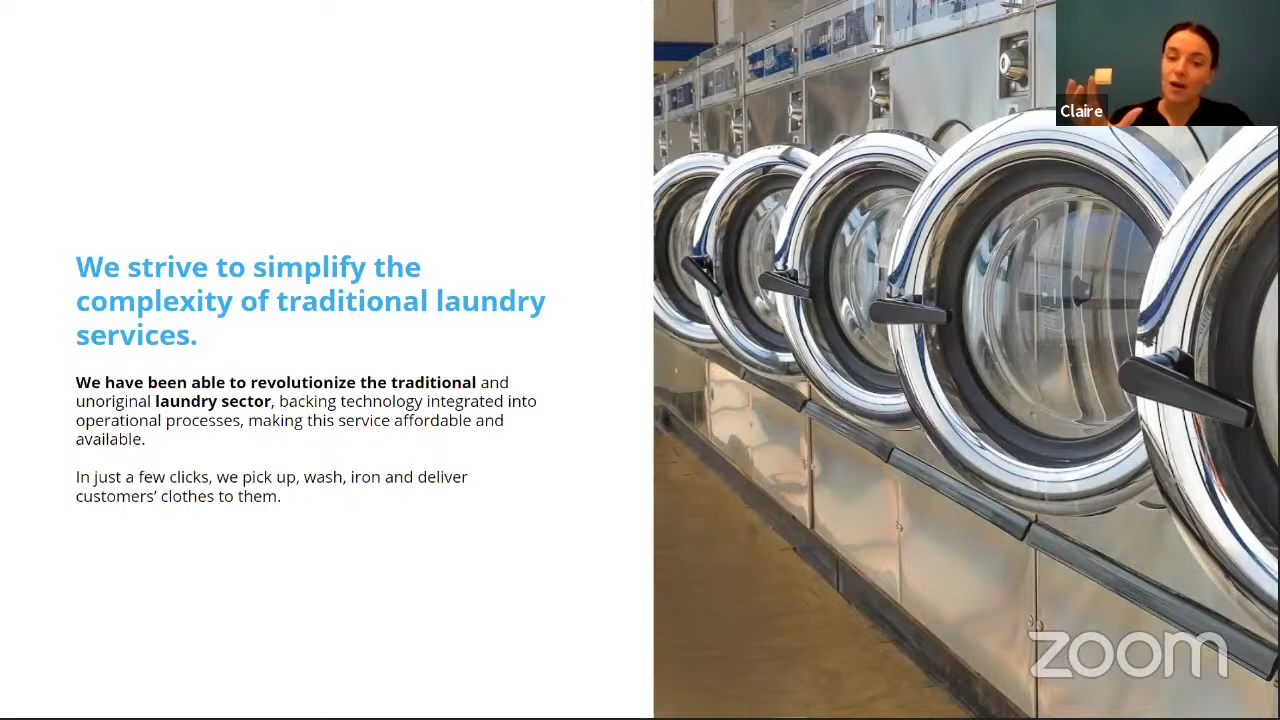 Claire
We strive to simplify the
complexity of traditional laundry
services.
We have been able to revolutionize the traditional and
unoriginal laundry sector, backing technology integrated into
operational processes, making this service affordable and
available.
In just a few clicks, we pick up, wash, iron and deliver
customers’ clothes to them.
zoom